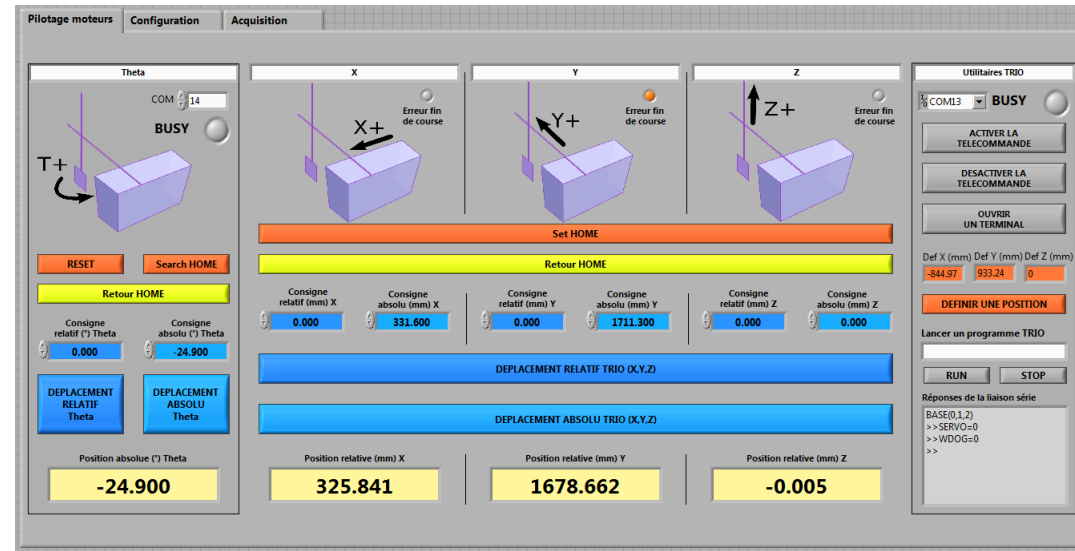 Pilotage moteurs
Configuration
Acquisition
Theta
COM 14
BUSY
T+
RESET
Search HOME
Retour HOME
Consigne
relatif (°) Theta
0.000
Consigne
absolu (°) Theta
-24.900
DEPLACEMENT
RELATIF
Theta
DEPLACEMENT
ABSOLU
Theta
Position absolue (°) Theta
-24.900
X
Erreur fin
de course
X+
Y
Erreur fin
de course
Y+
Z
Erreur fin
de course
Z+
Set HOME
Retour HOME
Consigne
relatif (mm) X
0.000
Consigne
absolu (mm) X
331.600
Consigne
relatif (mm) Y
0.000
Consigne
absolu (mm) Y
1711.300
Consigne
relatif (mm) Z
0.000
Consigne
absolu (mm) Z
0.000
DEPLACEMENT RELATIF TRIO (X,Y,Z)
DEPLACEMENT ABSOLU TRIO (X,Y,Z)
Position relative (mm) X
325.841
Position relative (mm) Y
1678.662
Position relative (mm) Z
-0.005
Utilitaires TRIO
COM13
BUSY
ACTIVER LA
TELECOMMANDE
DESACTIVER LA
TELECOMMANDE
OUVRIR
UN TERMINAL
Def X (mm) Def Y (mm) Def Z (mm)
-844.97 933.24 0
DEFINIR UNE POSITION
Lancer un programme TRIO
RUN
STOP
Réponses de la liaison série
BASE(0,1,2)
>>SERVO=0
>>WDOG=0
>>